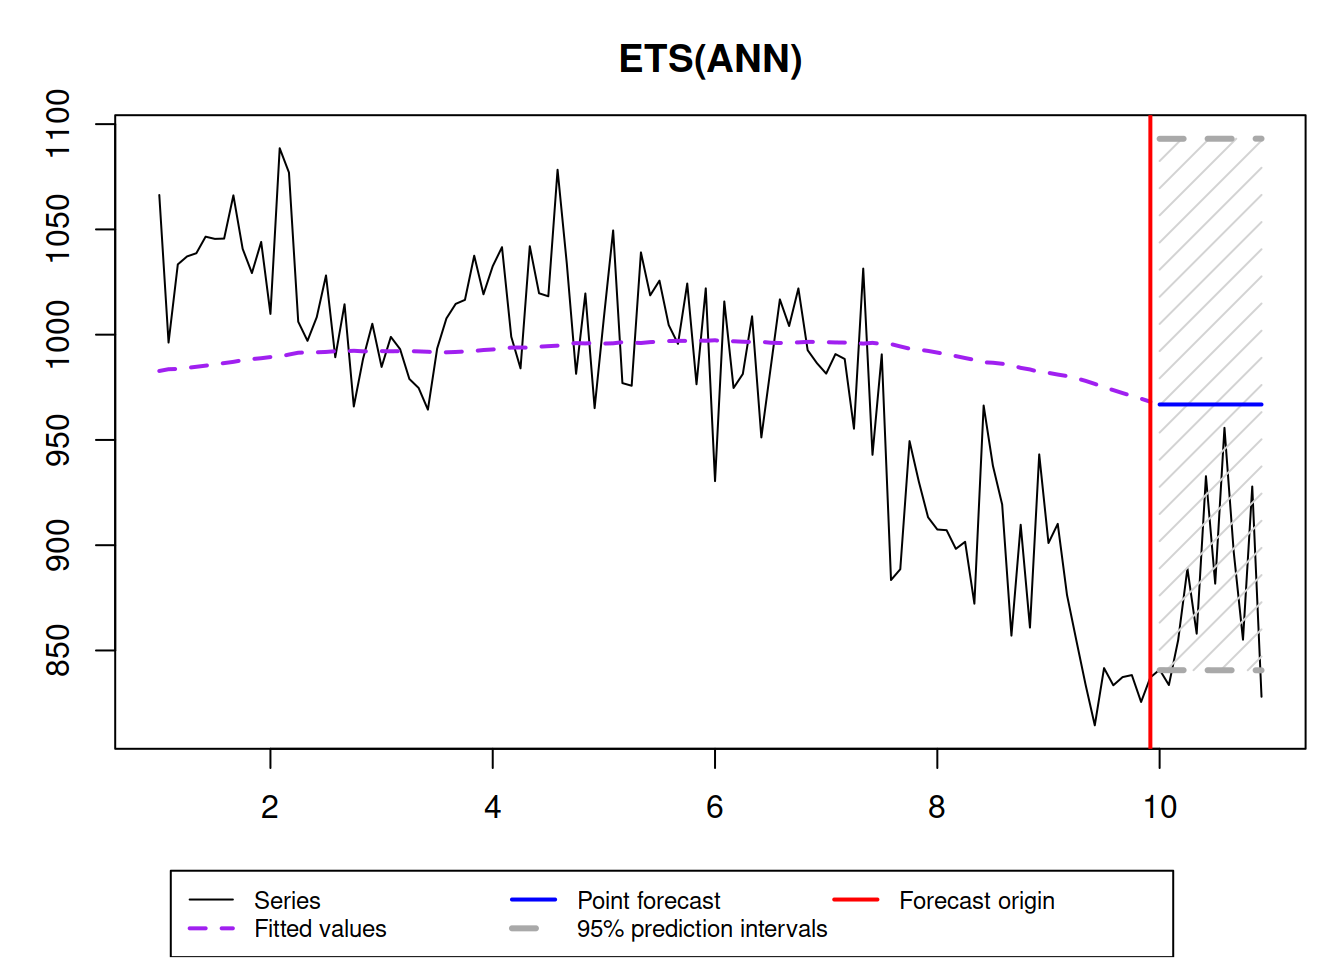 ETS(ANN)
1100
1050
1000
950
900
850
2 4 6 8 10
Series Point forecast Forecast origin
Fitted values 95% prediction intervals